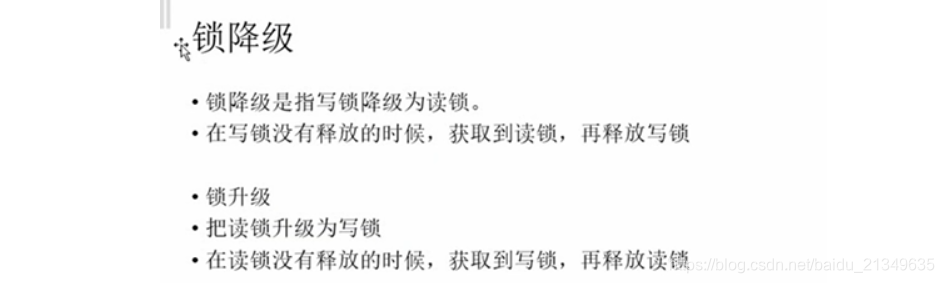 锁降级
• 锁降级是指写锁降级为读锁。
• 在写锁没有释放的时候，获取到读锁，再释放写锁
• 锁升级
• 把读锁升级为写锁
• 在读锁没有释放的时候，获取到写锁，再释放读锁
https://blog.csdn.net/baidu_21349635